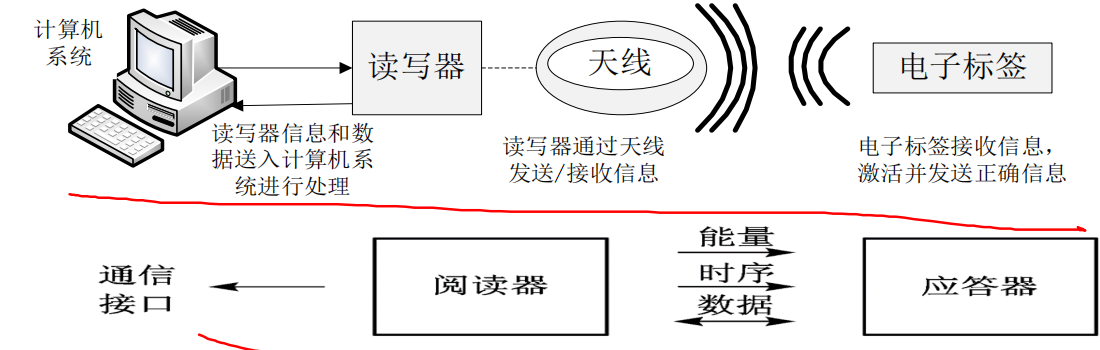 计算机
系统
读写器
天线
电子标签
读写器信息和数
据送入计算机系
统进行处理
读写器通过天线
发送/接收信息
电子标签接收信息,
激活并发送正确信息
通信
接口
阅读器
能量
时序
数据
应答器